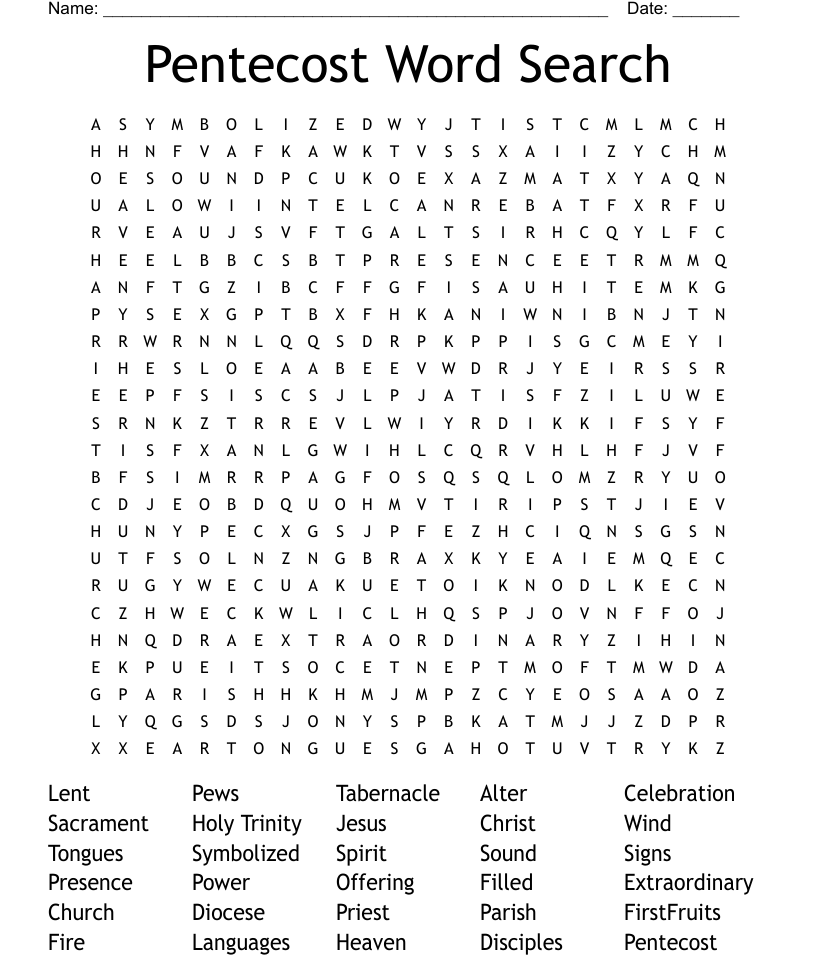 Name: ______________________________________________________ Date: _______
Pentecost Word Search
A S Y M B O L I Z E D W Y J T I S T C M L M C H
H H N F V A F K A W K T V S S X A I I Z Y C H M
O E S O U N D P C U K O E X A Z M A T X Y A Q N
U A L O W I I N T E L C A N R E B A T F X R F U
R V E A U J S V F T G A L T S I R H C Q Y L F C
H E E L B B C S B T P R E S E N C E E T R M M Q
A N F T G Z I B C F F G F I S A U H I T E M K G
P Y S E X G P T B X F H K A N I W N I B N J T N
R R W R N N L Q Q S D R P K P P I S G C M E Y I
I H E S L O E A A B E E V W D R J Y E I R S S R
E E P F S I S C S J L P J A T I S F Z I L U W E
S R N K Z T R R E V L W I Y R D I K K I F S Y F
T I S F X A N L G W I H L C Q R V H L H F J V F
B F S I M R R P A G F O S Q S Q L O M Z R Y U O
C D J E O B D Q U O H M V T I R I P S T J I E V
H U N Y P E C X G S J P F E Z H C I Q N S G S N
U T F S O L N Z N G B R A X K Y E A I E M Q E C
R U G Y W E C U A K U E T O I K N O D L K E C N
C Z H W E C K W L I C L H Q S P J O V N F F O J
H N Q D R A E X T R A O R D I N A R Y Z I H I N
E K P U E I T S O C E T N E P T M O F T M W D A
G P A R I S H H K H M J M P Z C Y E O S A A O Z
L Y Q G S D S J O N Y S P B K A T M J J Z D P R
X X E A R T O N G U E S G A H O T U V T R Y K Z
Lent Pews Tabernacle Alter Celebration
Sacrament Holy Trinity Jesus Christ Wind
Tongues Symbolized Spirit Sound Signs
Presence Power Offering Filled Extraordinary
Church Diocese Priest Parish FirstFruits
Fire Languages Heaven Disciples Pentecost